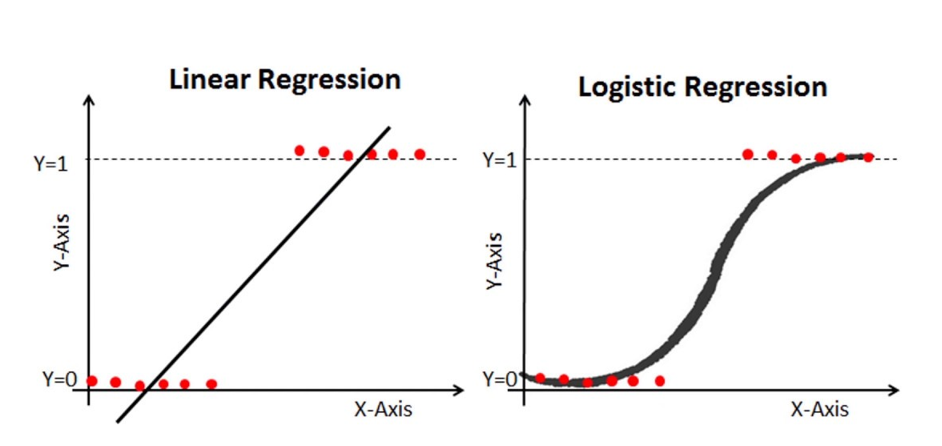 Linear Regression
Y=1
Y-Axis
Y=0
X-Axis
Logistic Regression
Y=1
Y-Axis
Y=0
X-Axis